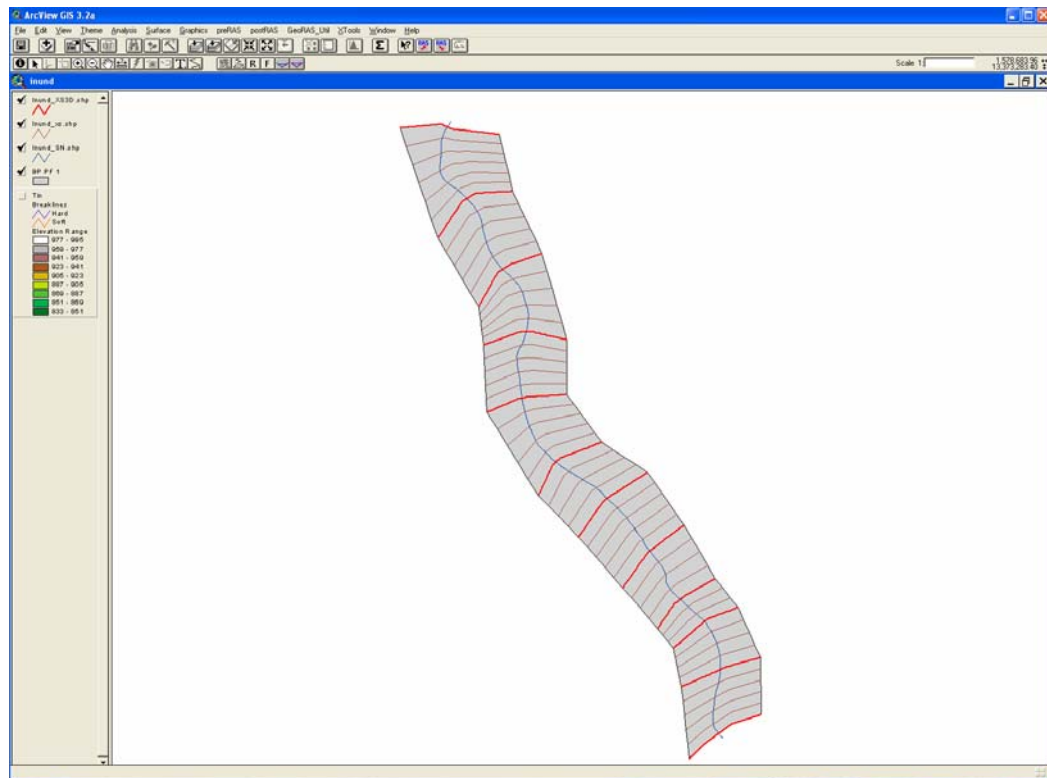 ArcView GIS 3.2a
File Edit View Theme Analysis Surface Graphics preRAS postRAS GeoRAS_Util XTools Window Help
T R F Scale 1:
inund
Inund_XS3D.shp
Inund_xs.shp
Inund_SN.shp
BP PF 1
Tin
Breaklines
Hard
Soft
Elevation Range
977 - 995
959 - 977
941 - 959
923 - 941
905 - 923
887 - 905
869 - 887
851 - 869
833 - 851